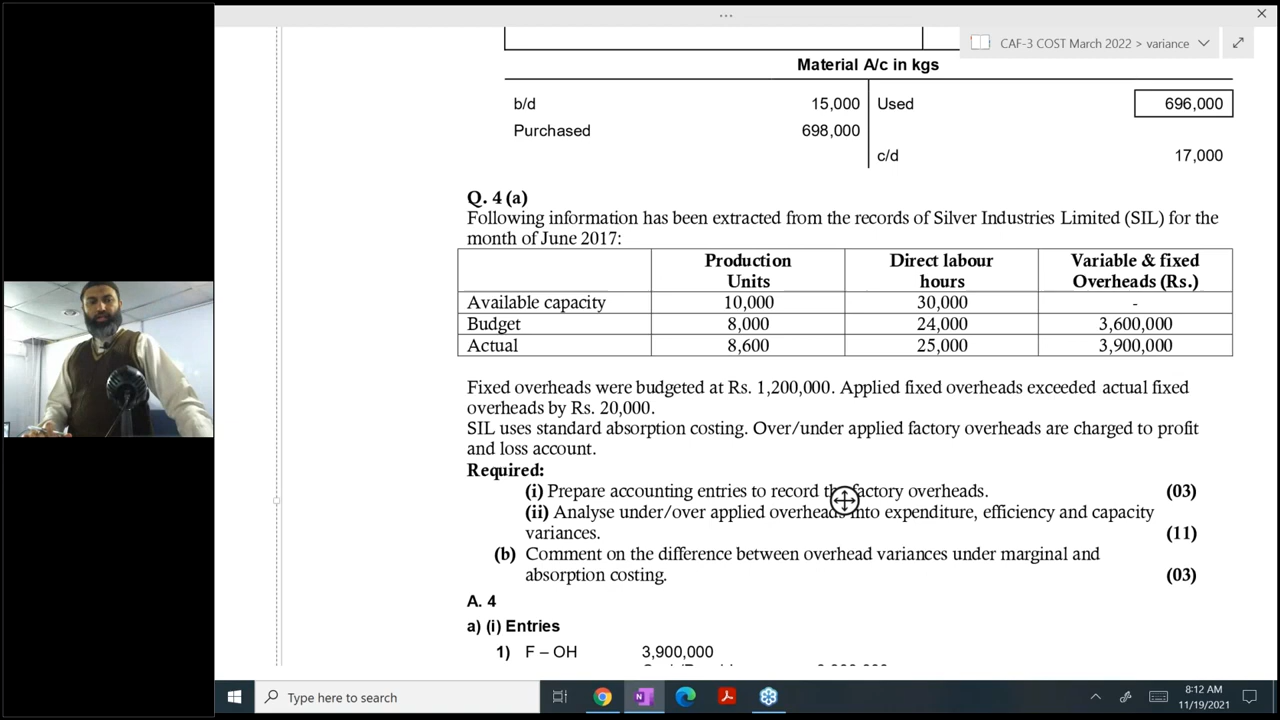 CAF-3 COST March 2022 > variance
Material A/c in kgs
b/d 15,000 Used 696,000
Purchased 698,000
c/d 17,000
Q. 4 (a)
Following information has been extracted from the records of Silver Industries Limited (SIL) for the
month of June 2017:
Production Units Direct labour hours Variable & fixed Overheads (Rs.)
Available capacity 10,000 30,000 -
Budget 8,000 24,000 3,600,000
Actual 8,600 25,000 3,900,000
Fixed overheads were budgeted at Rs. 1,200,000. Applied fixed overheads exceeded actual fixed
overheads by Rs. 20,000.
SIL uses standard absorption costing. Over/under applied factory overheads are charged to profit
and loss account.
Required:
(i) Prepare accounting entries to record the factory overheads. (03)
(ii) Analyse under/over applied overheads into expenditure, efficiency and capacity
variances. (11)
(b) Comment on the difference between overhead variances under marginal and
absorption costing. (03)
A. 4
a) (i) Entries
1) F – OH 3,900,000
Type here to search
8:12 AM
11/19/2021